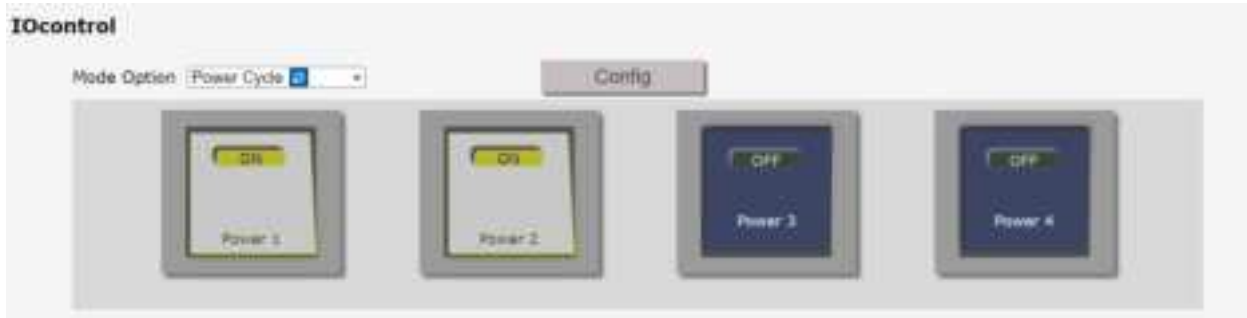 IOcontrol
Mode Option Power Cycle Config
ON ON OFF OFF
Power 1 Power 2 Power 3 Power 4